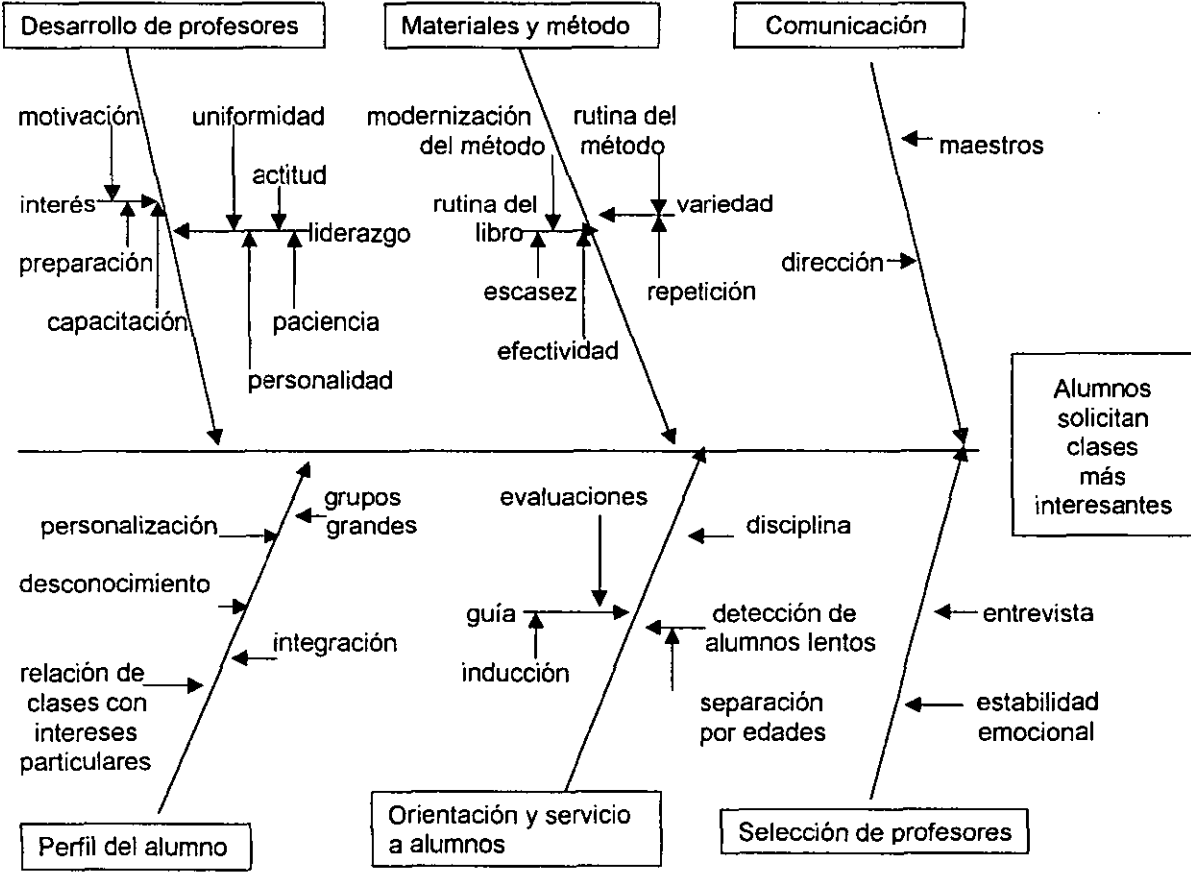 Desarrollo de profesores
Materiales y método
Comunicación
motivación
uniformidad
actitud
interés
liderazgo
preparación
capacitación
paciencia
personalidad
modernización
del método
rutina del
método
rutina del
libro
variedad
escasez
repetición
efectividad
maestros
dirección
Alumnos
solicitan
clases
más
interesantes
grupos
grandes
personalización
desconocimiento
integración
relación de
clases con
intereses
particulares
evaluaciones
disciplina
guía
detección de
alumnos lentos
inducción
separación
por edades
entrevista
estabilidad
emocional
Perfil del alumno
Orientación y servicio
a alumnos
Selección de profesores